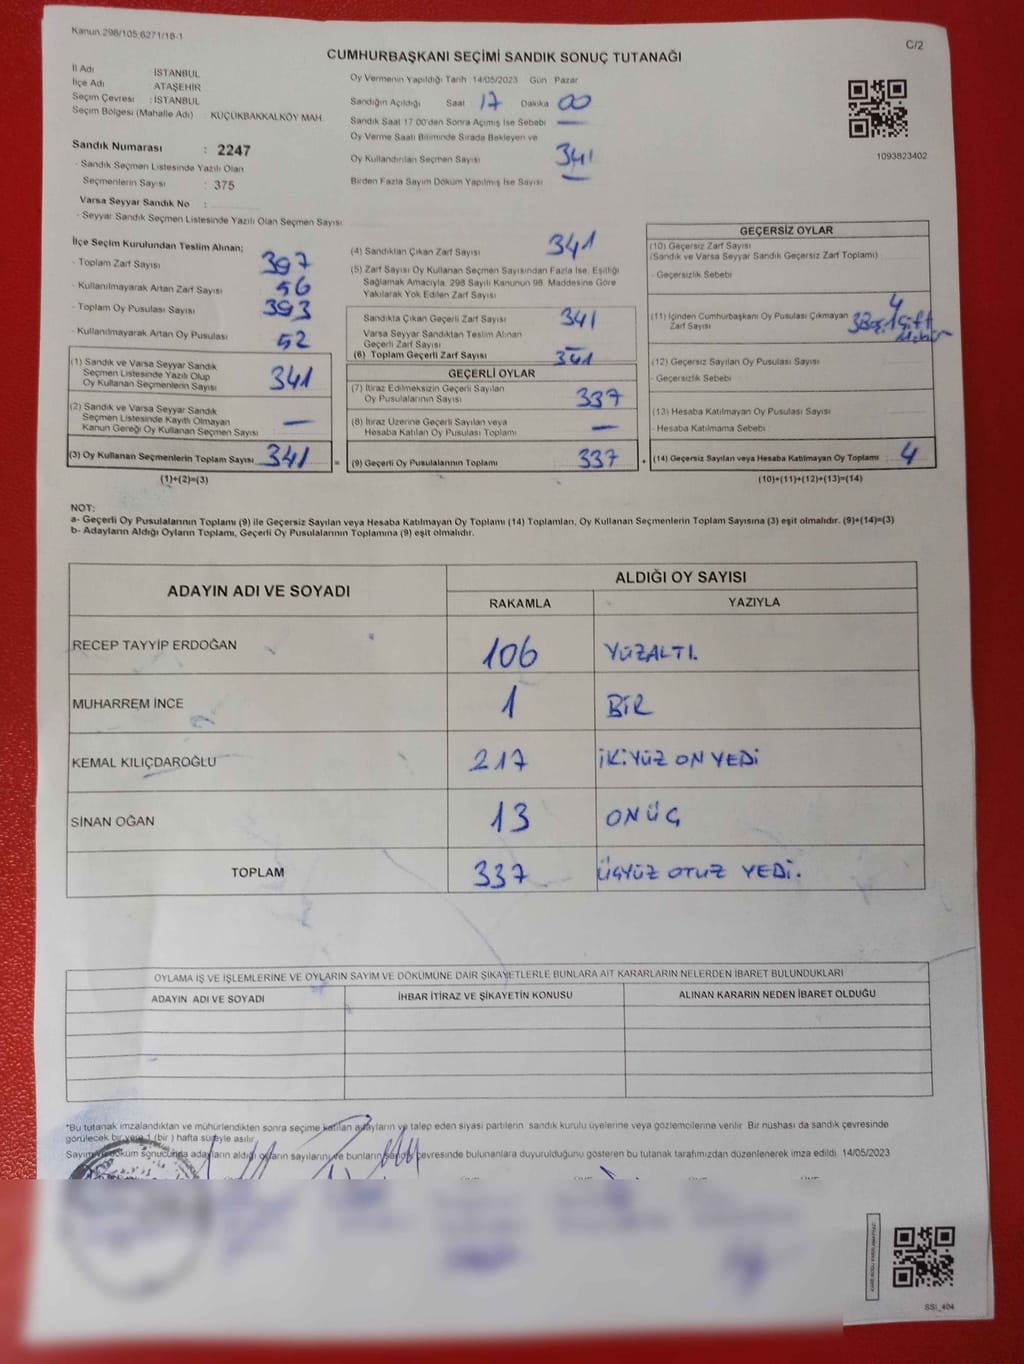 Kanun.298/105;6271/18-1
C/2
CUMHURBAŞKANI SEÇİMİ SANDIK SONUÇ TUTANAĞI
İl Adı İSTANBUL
İlçe Adı ATAŞEHİR
Seçim Çevresi : İSTANBUL
Seçim Bölgesi (Mahalle Adı) : KÜÇÜKBAKKALKÖY MAH.
Sandık Numarası : 2247
- Sandık Seçmen Listesinde Yazılı Olan
Seçmenlerin Sayısı : 375
Varsa Seyyar Sandık No :
- Seyyar Sandık Seçmen Listesinde Yazılı Olan Seçmen Sayısı:
Oy Vermenin Yapıldığı Tarih 14/05/2023 Gün Pazar
Sandığın Açıldığı Saat 17 Dakika 00
Sandık Saat 17:00'den Sonra Açılmış İse Sebebi —
Oy Verme Saati Bitiminde Sırada Bekleyen ve
Oy Kullandırılan Seçmen Sayısı 341
Birden Fazla Sayım Döküm Yapılmış İse Sayısı —
1093823402
İlçe Seçim Kurulundan Teslim Alınan;
- Toplam Zarf Sayısı 397
- Kullanılmayarak Artan Zarf Sayısı 56
- Toplam Oy Pusulası Sayısı 393
- Kullanılmayarak Artan Oy Pusulası 52
(1) Sandık ve Varsa Seyyar Sandık
Seçmen Listesinde Yazılı Olup
Oy Kullanan Seçmenlerin Sayısı 341
(2) Sandık ve Varsa Seyyar Sandık
Seçmen Listesinde Kayıtlı Olmayan
Kanun Gereği Oy Kullanan Seçmen Sayısı —
(3) Oy Kullanan Seçmenlerin Toplam Sayısı 341
(1)+(2)=(3)
(4) Sandıktan Çıkan Zarf Sayısı 341
(5) Zarf Sayısı Oy Kullanan Seçmen Sayısından Fazla İse, Eşitliği
Sağlamak Amacıyla, 298 Sayılı Kanunun 98. Maddesine Göre
Yakılarak Yok Edilen Zarf Sayısı —
Sandıkta Çıkan Geçerli Zarf Sayısı 341
Varsa Seyyar Sandıktan Teslim Alınan
Geçerli Zarf Sayısı —
(6) Toplam Geçerli Zarf Sayısı 341
GEÇERLİ OYLAR
(7) İtiraz Edilmeksizin Geçerli Sayılan
Oy Pusulalarının Sayısı 337
(8) İtiraz Üzerine Geçerli Sayılan veya
Hesaba Katılan Oy Pusulası Toplamı —
= (9) Geçerli Oy Pusulalarının Toplamı 337
GEÇERSİZ OYLAR
(10) Geçersiz Zarf Sayısı
(Sandık ve Varsa Seyyar Sandık Geçersiz Zarf Toplamı)
- Geçersizlik Sebebi
(11) İçinden Cumhurbaşkanı Oy Pusulası Çıkmayan
Zarf Sayısı
4
3 Boş, 1 Çift
Mühür
(12) Geçersiz Sayılan Oy Pusulası Sayısı
- Geçersizlik Sebebi
(13) Hesaba Katılmayan Oy Pusulası Sayısı
- Hesaba Katılmama Sebebi
+ (14) Geçersiz Sayılan veya Hesaba Katılmayan Oy Toplamı 4
(10)+(11)+(12)+(13)=(14)
NOT:
a- Geçerli Oy Pusulalarının Toplamı (9) ile Geçersiz Sayılan veya Hesaba Katılmayan Oy Toplamı (14) Toplamları, Oy Kullanan Seçmenlerin Toplam Sayısına (3) eşit olmalıdır. (9)+(14)=(3)
b- Adayların Aldığı Oyların Toplamı, Geçerli Oy Pusulalarının Toplamına (9) eşit olmalıdır.
ADAYIN ADI VE SOYADI
ALDIĞI OY SAYISI
RAKAMLA YAZIYLA
RECEP TAYYİP ERDOĞAN 106 YÜZALTI.
MUHARREM İNCE 1 BİR
KEMAL KILIÇDAROĞLU 217 İKİYÜZ ON YEDİ
SİNAN OĞAN 13 ONÜÇ
TOPLAM 337 ÜÇYÜZ OTUZ YEDİ.
OYLAMA İŞ VE İŞLEMLERİNE VE OYLARIN SAYIM VE DÖKÜMÜNE DAİR ŞİKAYETLERLE BUNLARA AİT KARARLARIN NELERDEN İBARET BULUNDUKLARI
ADAYIN ADI VE SOYADI İHBAR İTİRAZ VE ŞİKAYETİN KONUSU ALINAN KARARIN NEDEN İBARET OLDUĞU
*Bu tutanak imzalandıktan ve mühürlendikten sonra seçime katılan adayların ve talep eden siyasi partilerin sandık kurulu üyelerine veya gözlemcilerine verilir. Bir nüshası da sandık çevresinde
görülecek bir yere 1 (bir) hafta süreyle asılır.
Sayım ve döküm sonucunda adayların aldığı oyların sayılarını ve bunların sandık çevresinde bulunanlara duyurulduğunu gösteren bu tutanak tarafımızdan düzenlenerek imza edildi. 14/05/2023
SSI_404